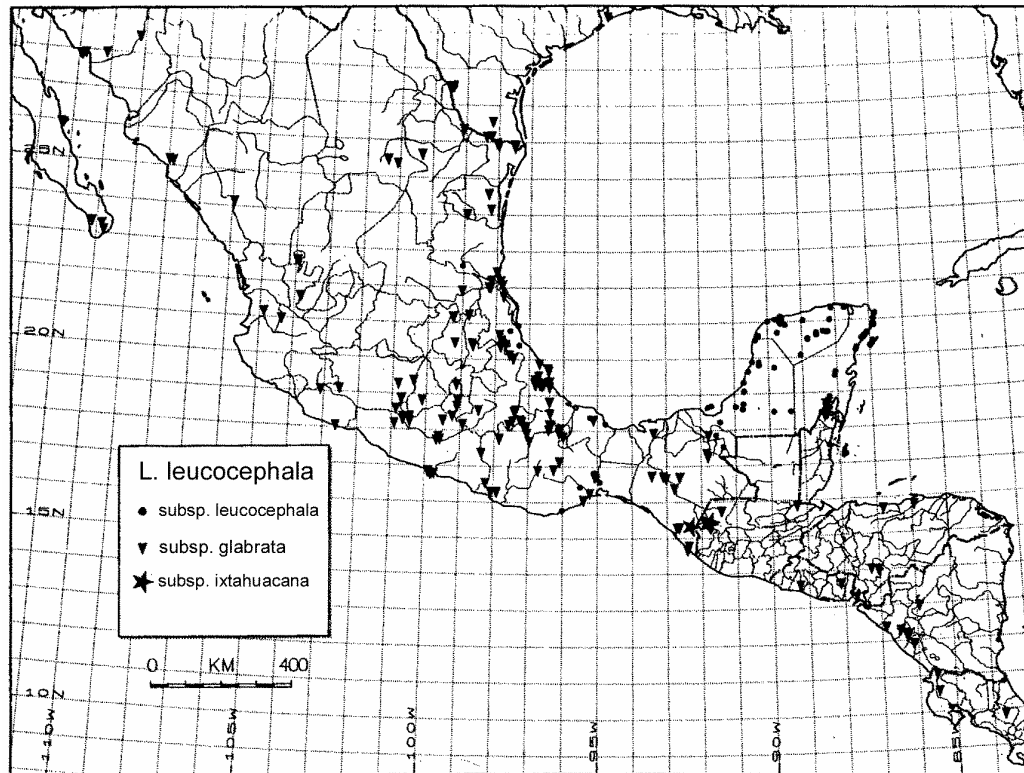 25N
20N
L. leucocephala
subsp. leucocephala
subsp. glabrata
subsp. ixtahuacana
15N
0 KM 400
10N
110W
105W
100W
95W
90W
85W